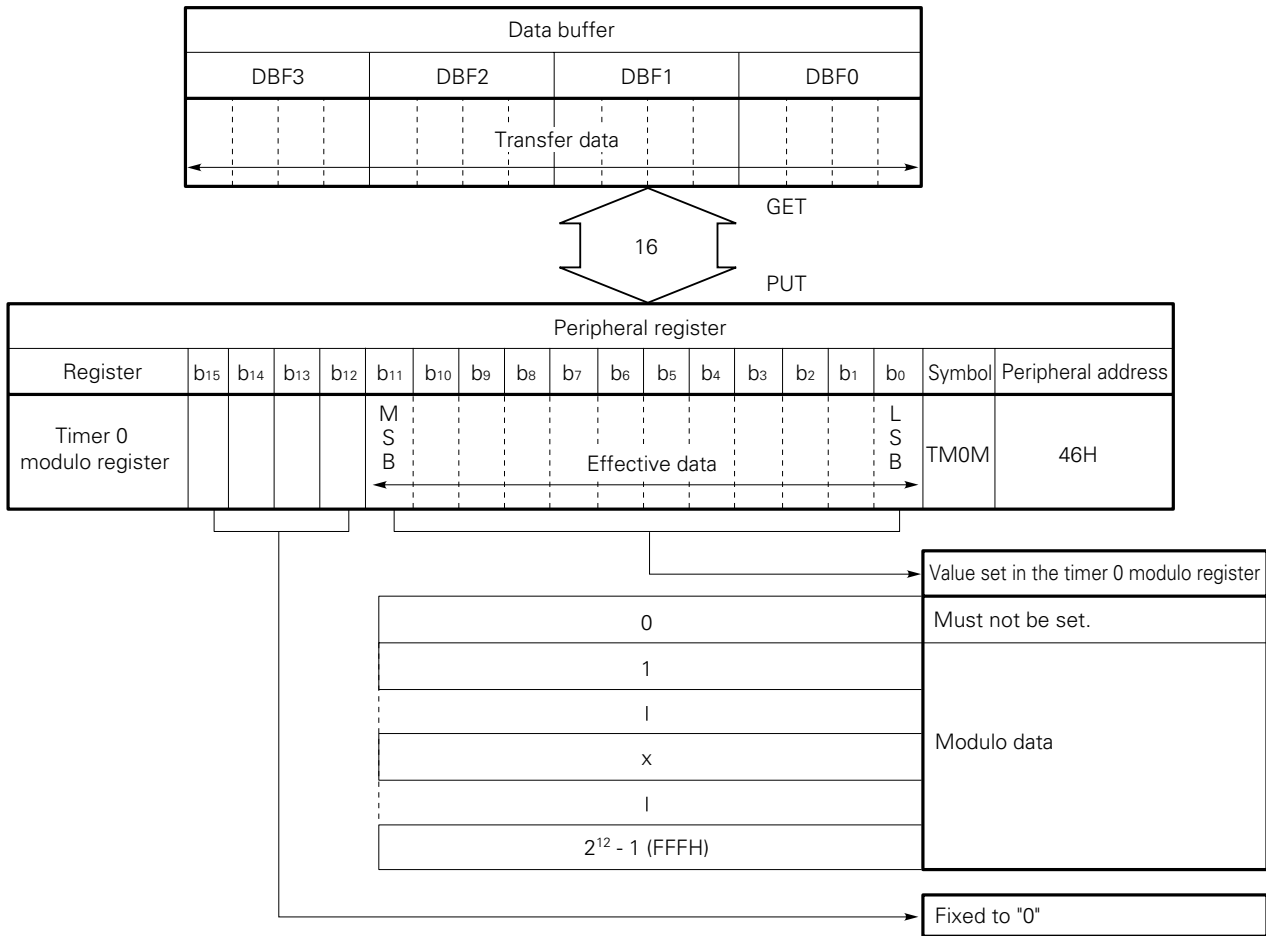 Data buffer
DBF3 DBF2 DBF1 DBF0
Transfer data
GET
16
PUT
Peripheral register
Register b15 b14 b13 b12 b11 b10 b9 b8 b7 b6 b5 b4 b3 b2 b1 b0 Symbol Peripheral address
Timer 0
modulo register
M
S
B
Effective data
L
S
B
TM0M
46H
Value set in the timer 0 modulo register
0 Must not be set.
1
I
x
Modulo data
I
2¹² - 1 (FFFH)
Fixed to "0"